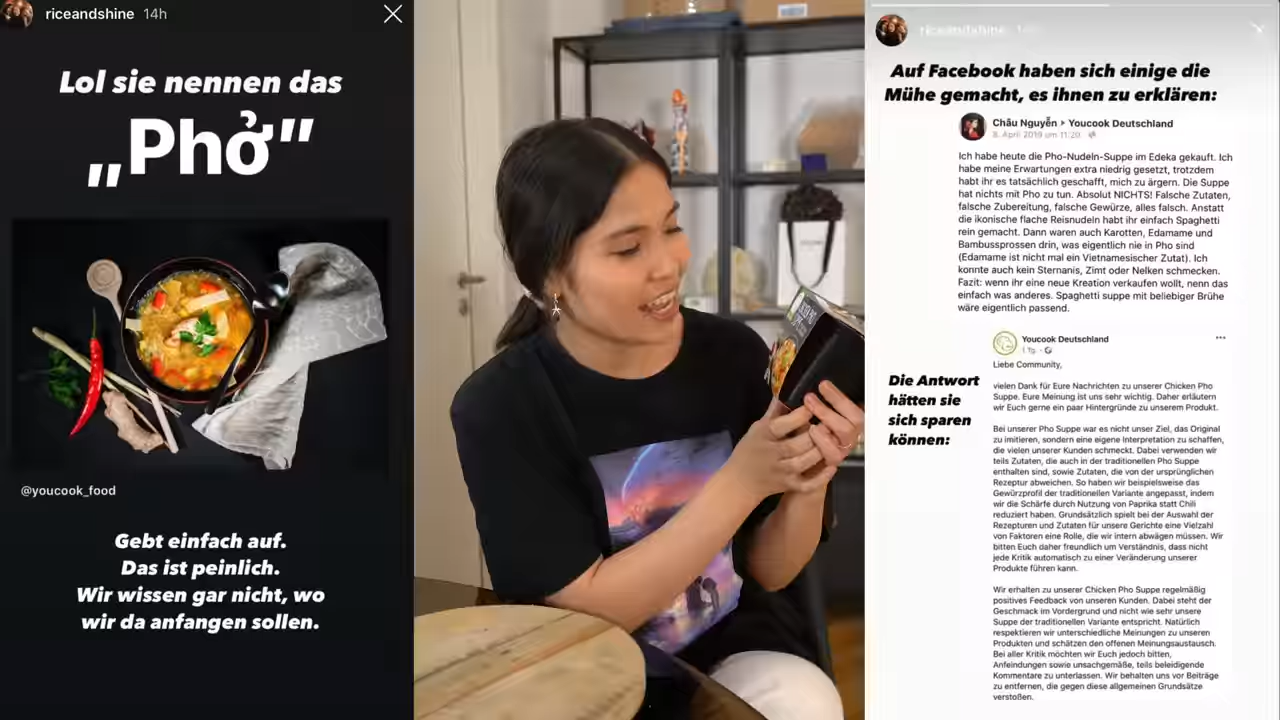 riceandshine 14h
Lol sie nennen das
„Phở"
@youcook_food
Gebt einfach auf.
Das ist peinlich.
Wir wissen gar nicht, wo
wir da anfangen sollen.
riceandshine
Auf Facebook haben sich einige die
Mühe gemacht, es ihnen zu erklären:
Châu Nguyễn ▸ Youcook Deutschland
8. April 2019 um 11:20
Ich habe heute die Pho-Nudeln-Suppe im Edeka gekauft. Ich
habe meine Erwartungen extra niedrig gesetzt, trotzdem
habt ihr es tatsächlich geschafft, mich zu ärgern. Die Suppe
hat nichts mit Pho zu tun. Absolut NICHTS! Falsche Zutaten,
falsche Zubereitung, falsche Gewürze, alles falsch. Anstatt
die ikonische flache Reisnudeln habt ihr einfach Spaghetti
rein gemacht. Dann waren auch Karotten, Edamame und
Bambussprossen drin, was eigentlich nie in Pho sind
(Edamame ist nicht mal ein Vietnamesischer Zutat). Ich
konnte auch kein Sternanis, Zimt oder Nelken schmecken.
Fazit: wenn ihr eine neue Kreation verkaufen wollt, nenn das
einfach was anderes. Spaghetti suppe mit beliebiger Brühe
wäre eigentlich passend.
Die Antwort
hätten sie
sich sparen
können:
Youcook Deutschland
1 Tg.
Liebe Community,
vielen Dank für Eure Nachrichten zu unserer Chicken Pho
Suppe. Eure Meinung ist uns sehr wichtig. Daher erläutern
wir Euch gerne ein paar Hintergründe zu unserem Produkt.
Bei unserer Pho Suppe war es nicht unser Ziel, das Original
zu imitieren, sondern eine eigene Interpretation zu schaffen,
die vielen unserer Kunden schmeckt. Dabei verwenden wir
teils Zutaten, die auch in der traditionellen Pho Suppe
enthalten sind, sowie Zutaten, die von der ursprünglichen
Rezeptur abweichen. So haben wir beispielsweise das
Gewürzprofil der traditionellen Variante angepasst, indem
wir die Schärfe durch Nutzung von Paprika statt Chili
reduziert haben. Grundsätzlich spielt bei der Auswahl der
Rezepturen und Zutaten für unsere Gerichte eine Vielzahl
von Faktoren eine Rolle, die wir intern abwägen müssen. Wir
bitten Euch daher freundlich um Verständnis, dass nicht
jede Kritik automatisch zu einer Veränderung unserer
Produkte führen kann.
Wir erhalten zu unserer Chicken Pho Suppe regelmäßig
positives Feedback von unseren Kunden. Dabei steht der
Geschmack im Vordergrund und nicht wie sehr unsere
Suppe der traditionellen Variante entspricht. Natürlich
respektieren wir unterschiedliche Meinungen zu unseren
Produkten und schätzen den offenen Meinungsaustausch.
Bei aller Kritik möchten wir Euch jedoch bitten,
Anfeindungen sowie unsachgemäße, teils beleidigende
Kommentare zu unterlassen. Wir behalten uns vor Beiträge
zu entfernen, die gegen diese allgemeinen Grundsätze
verstoßen.